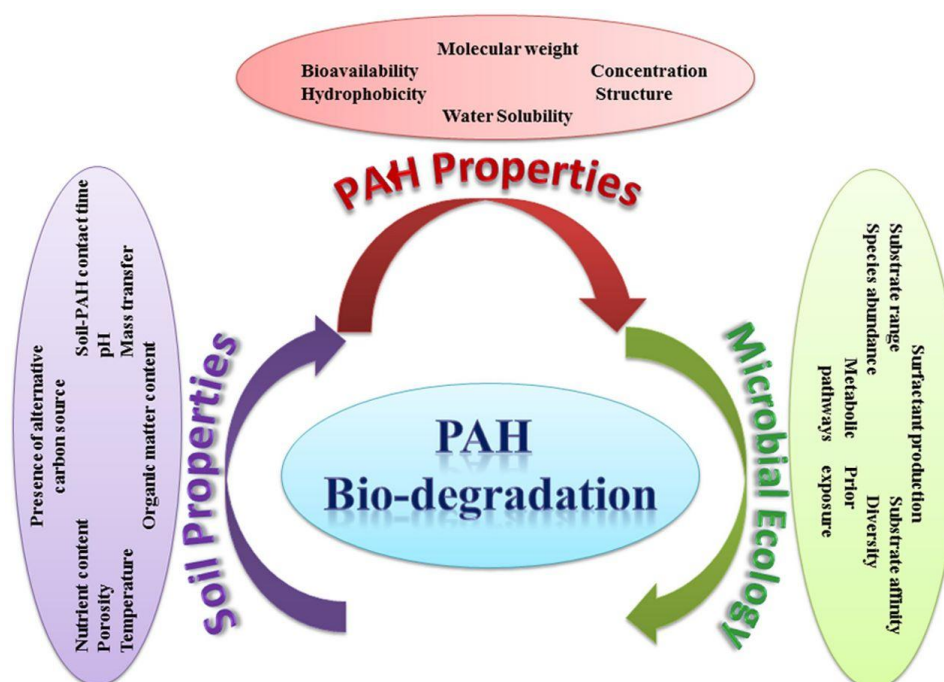 Molecular weight
Bioavailability
Concentration
Hydrophobicity
Structure
Water Solubility
PAH Properties
Soil Properties
Microbial Ecology
PAH
Bio-degradation
Presence of alternative
carbon source
Soil-PAH contact time
pH
Mass transfer
Nutrient content
Porosity
Temperature
Organic matter content
Surfactant production
Substrate range
Species abundance
Metabolic
pathways
Substrate affinity
Diversity
Prior
exposure